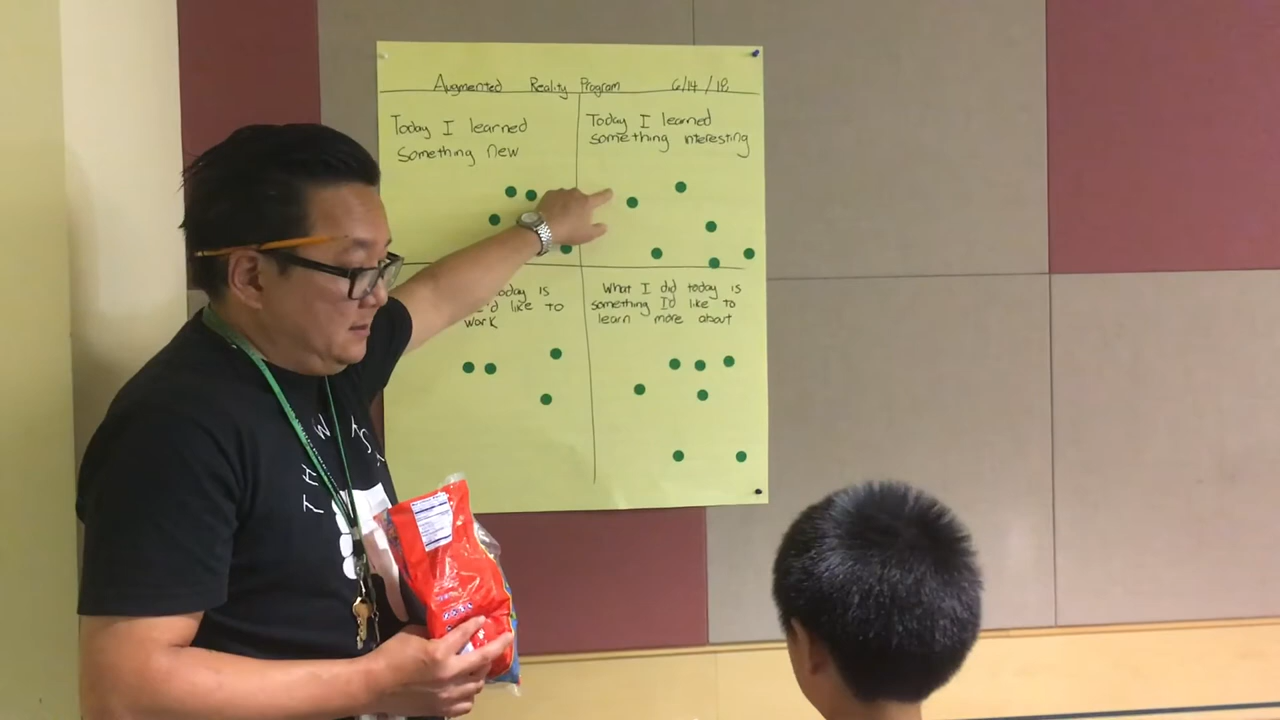 Augmented Reality Program 6/14/18
Today I learned
something new
Today I learned
something interesting
today is
I'd like to
work
What I did today is
something I'd like to
learn more about
TH W